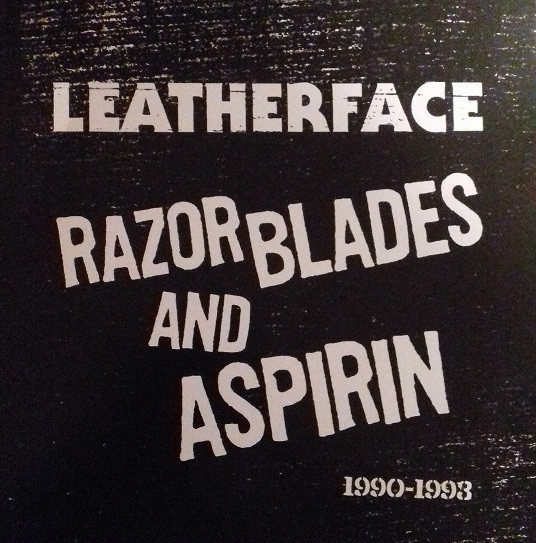 LEATHERFACE
RAZOR BLADES
AND
ASPIRIN
1990-1993